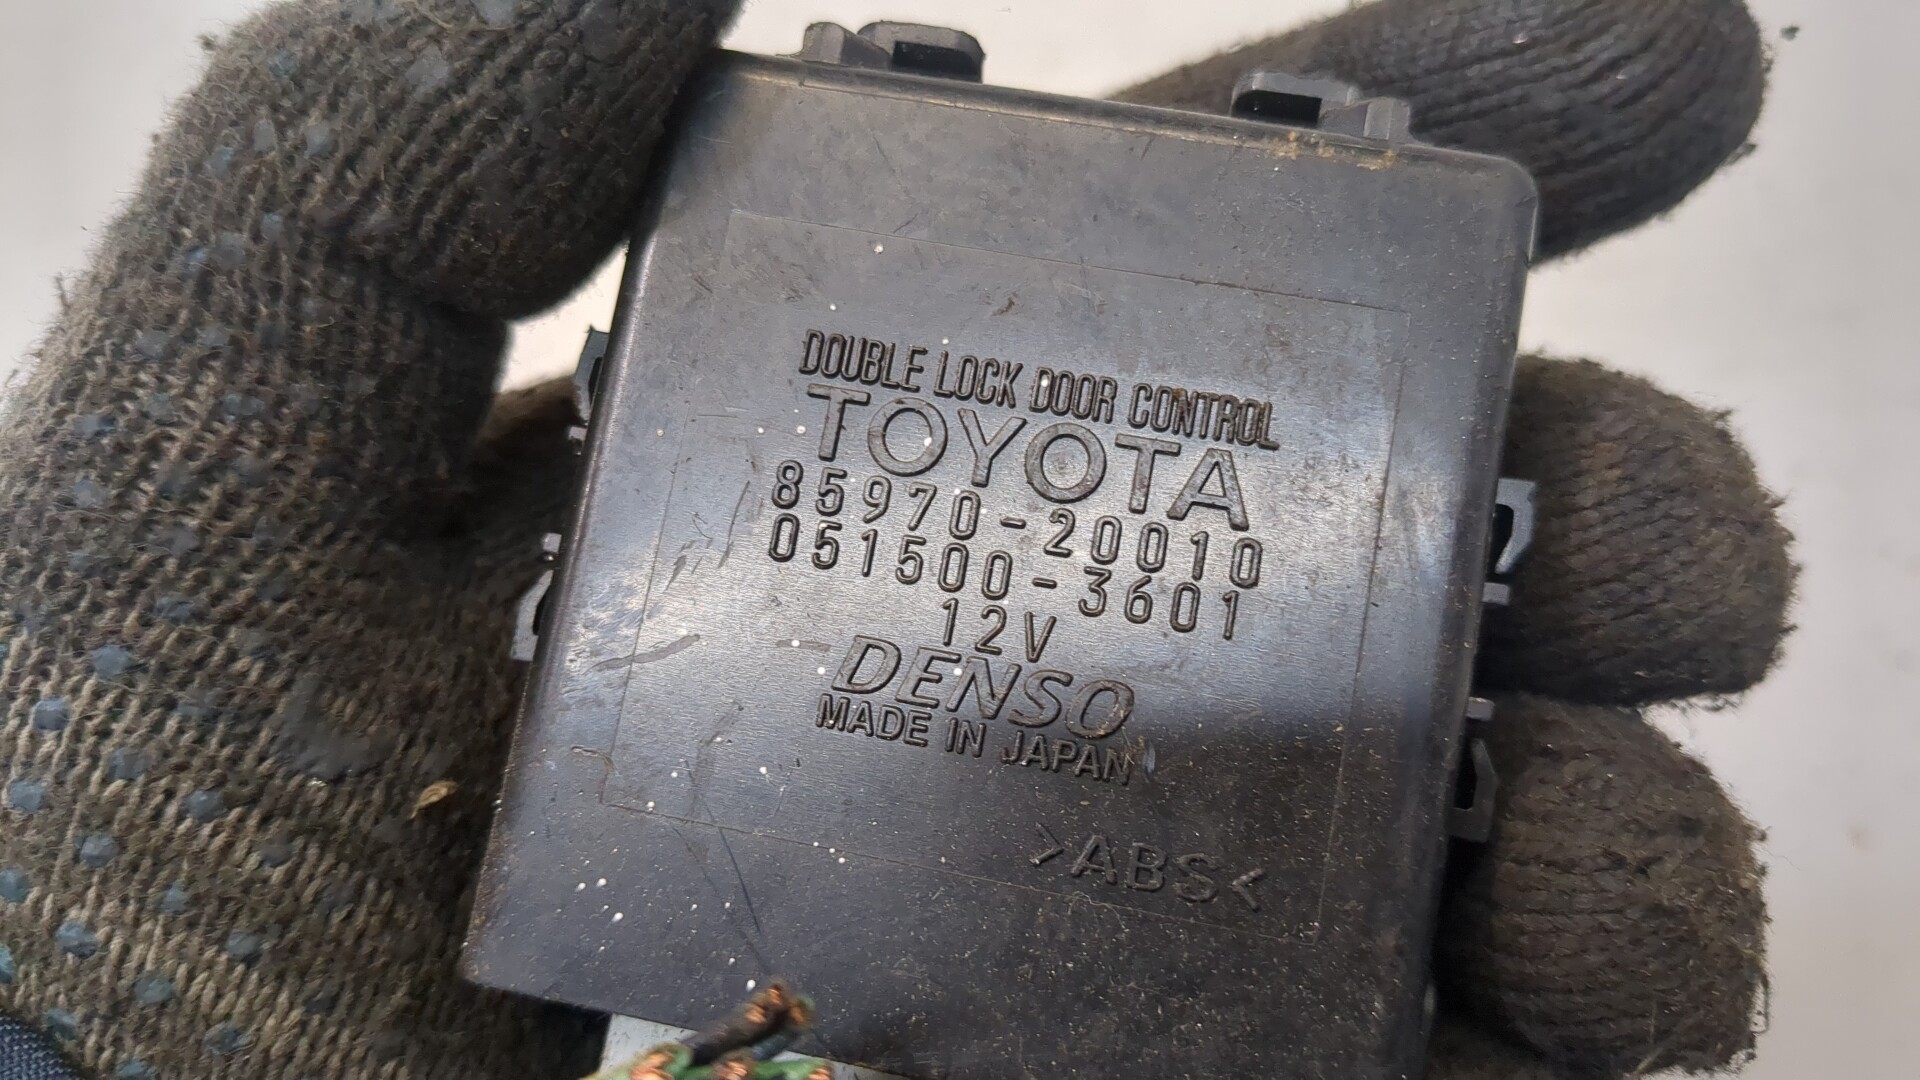 DOUBLE LOCK DOOR CONTROL
TOYOTA
85970-20010
051500-3601
12V
DENSO
MADE IN JAPAN
>ABS<